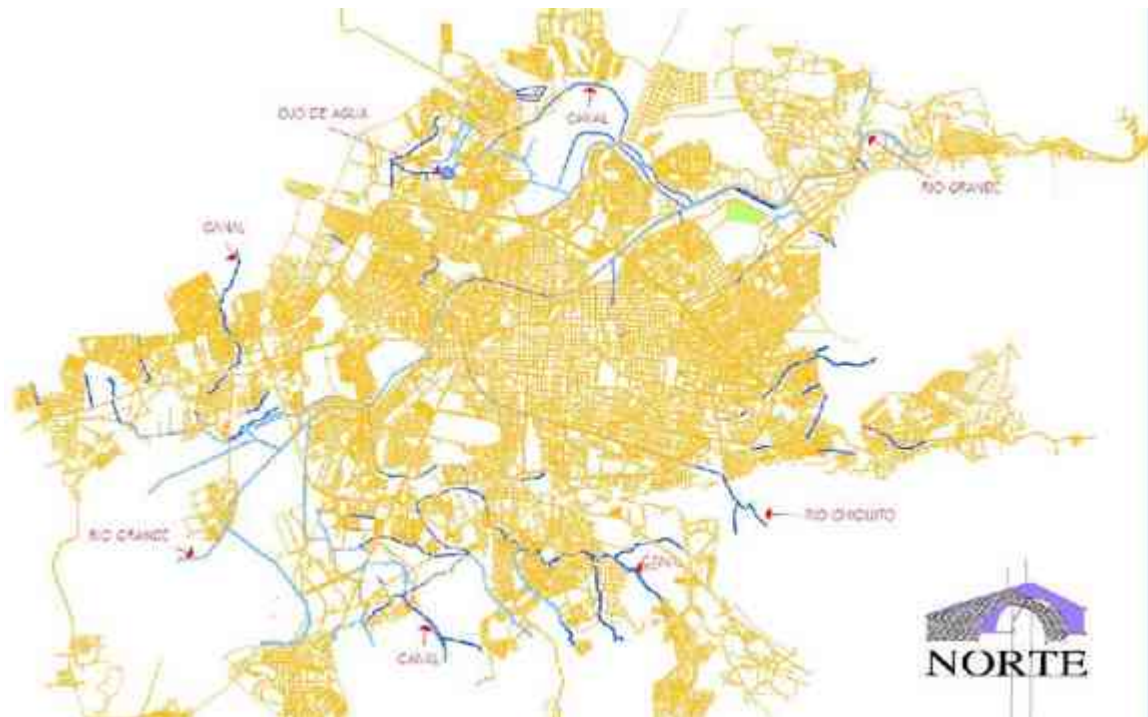 OJO DE AGUA
CANAL
RIO GRANDE
CANAL
RIO CHIQUITO
RIO GRANDE
CANAL
NORTE